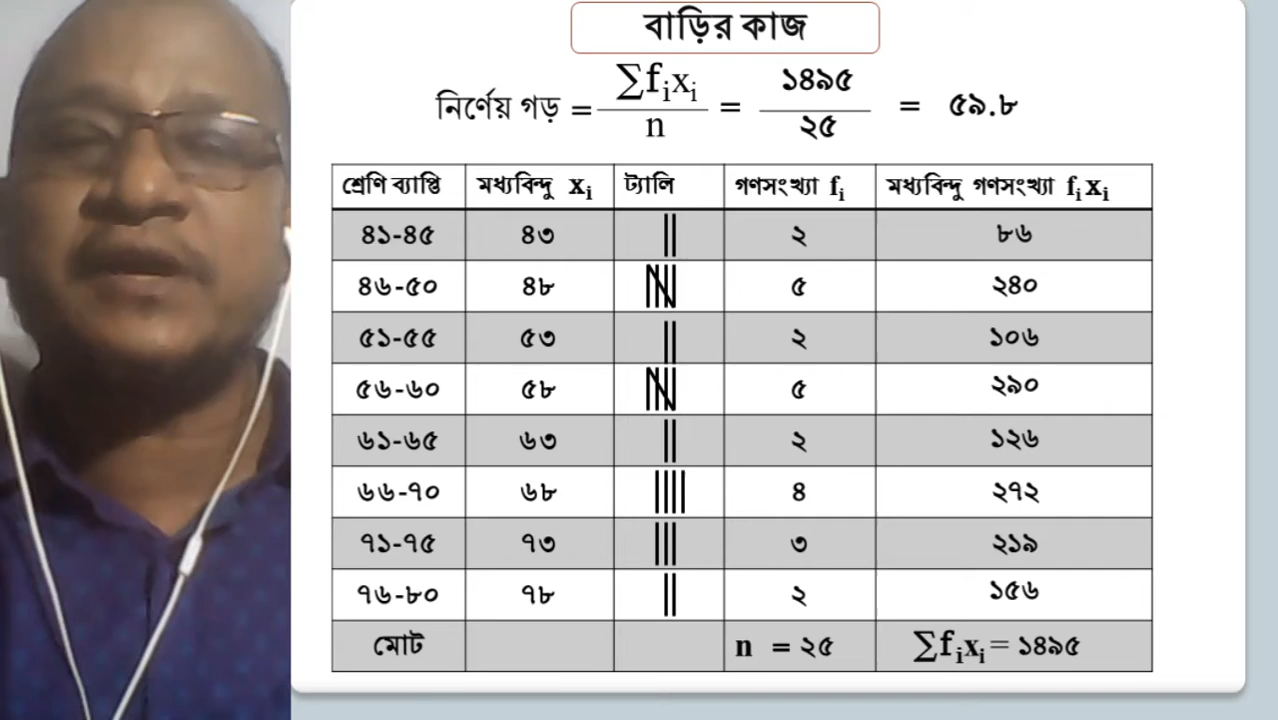 বাড়ির কাজ
নির্ণেয় গড় = ∑fᵢxᵢ / n = ১৪৯৫ / ২৫ = ৫৯.৮
শ্রেণি ব্যাপ্তি মধ্যবিন্দু xᵢ ট্যালি গণসংখ্যা fᵢ মধ্যবিন্দু গণসংখ্যা fᵢxᵢ
৪১-৪৫ ৪৩ || ২ ৮৬
৪৬-৫০ ৪৮ 𝍸 ৫ ২৪০
৫১-৫৫ ৫৩ || ২ ১০৬
৫৬-৬০ ৫৮ 𝍸 ৫ ২৯০
৬১-৬৫ ৬৩ || ২ ১২৬
৬৬-৭০ ৬৮ |||| ৪ ২৭২
৭১-৭৫ ৭৩ ||| ৩ ২১৯
৭৬-৮০ ৭৮ || ২ ১৫৬
মোট n = ২৫ ∑fᵢxᵢ = ১৪৯৫